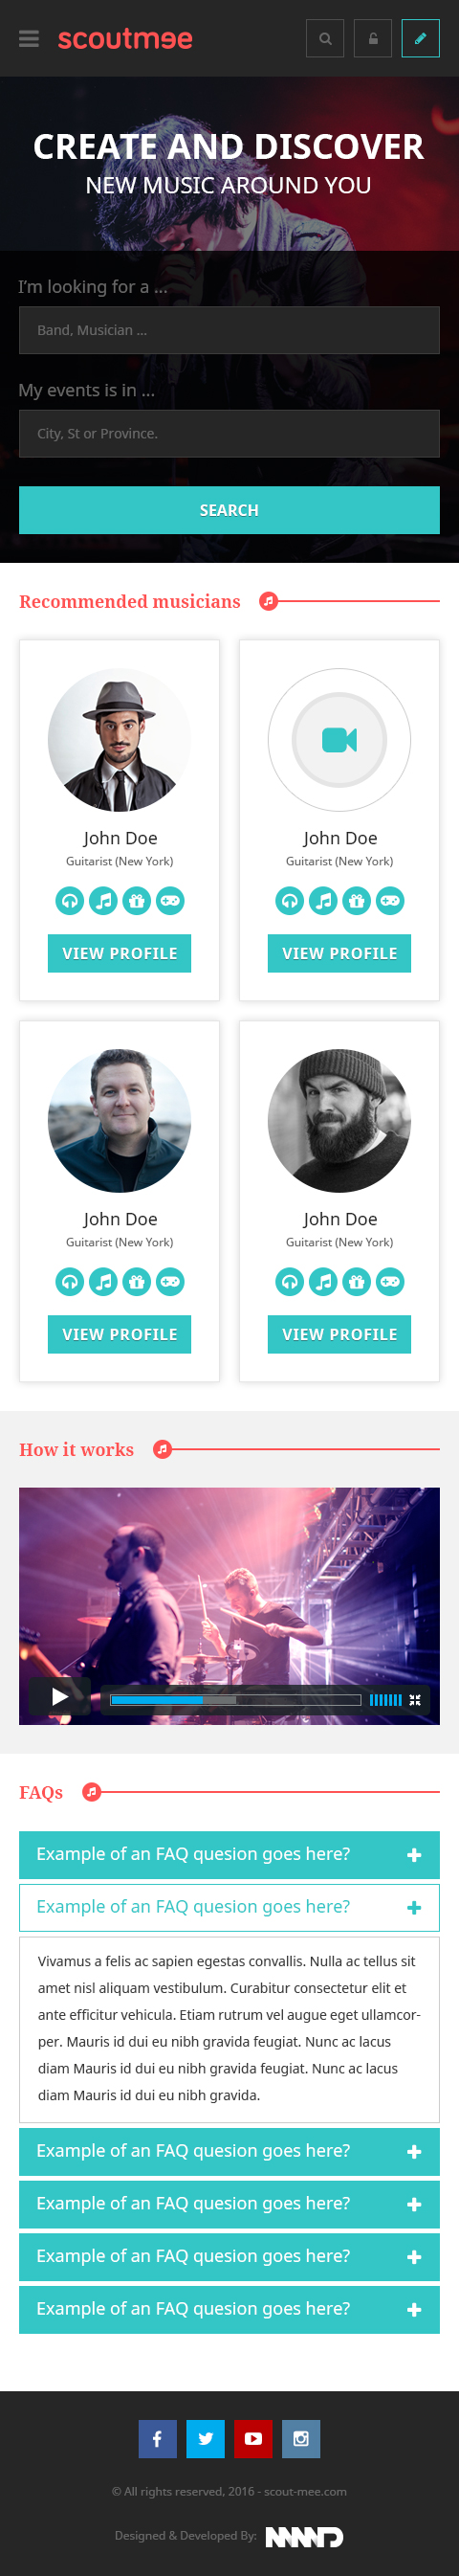 scoutmee
CREATE AND DISCOVER
NEW MUSIC AROUND YOU
I'm looking for a ...
Band, Musician ...
My events is in ...
City, St or Province.
SEARCH
Recommended musicians
John Doe
Guitarist (New York)
VIEW PROFILE
John Doe
Guitarist (New York)
VIEW PROFILE
John Doe
Guitarist (New York)
VIEW PROFILE
John Doe
Guitarist (New York)
VIEW PROFILE
How it works
FAQs
Example of an FAQ quesion goes here?
Example of an FAQ quesion goes here?
Vivamus a felis ac sapien egestas convallis. Nulla ac tellus sit
amet nisl aliquam vestibulum. Curabitur consectetur elit et
ante efficitur vehicula. Etiam rutrum vel augue eget ullamcor-
per. Mauris id dui eu nibh gravida feugiat. Nunc ac lacus
diam Mauris id dui eu nibh gravida feugiat. Nunc ac lacus
diam Mauris id dui eu nibh gravida.
Example of an FAQ quesion goes here?
Example of an FAQ quesion goes here?
Example of an FAQ quesion goes here?
Example of an FAQ quesion goes here?
© All rights reserved, 2016 - scout-mee.com
Designed & Developed By: